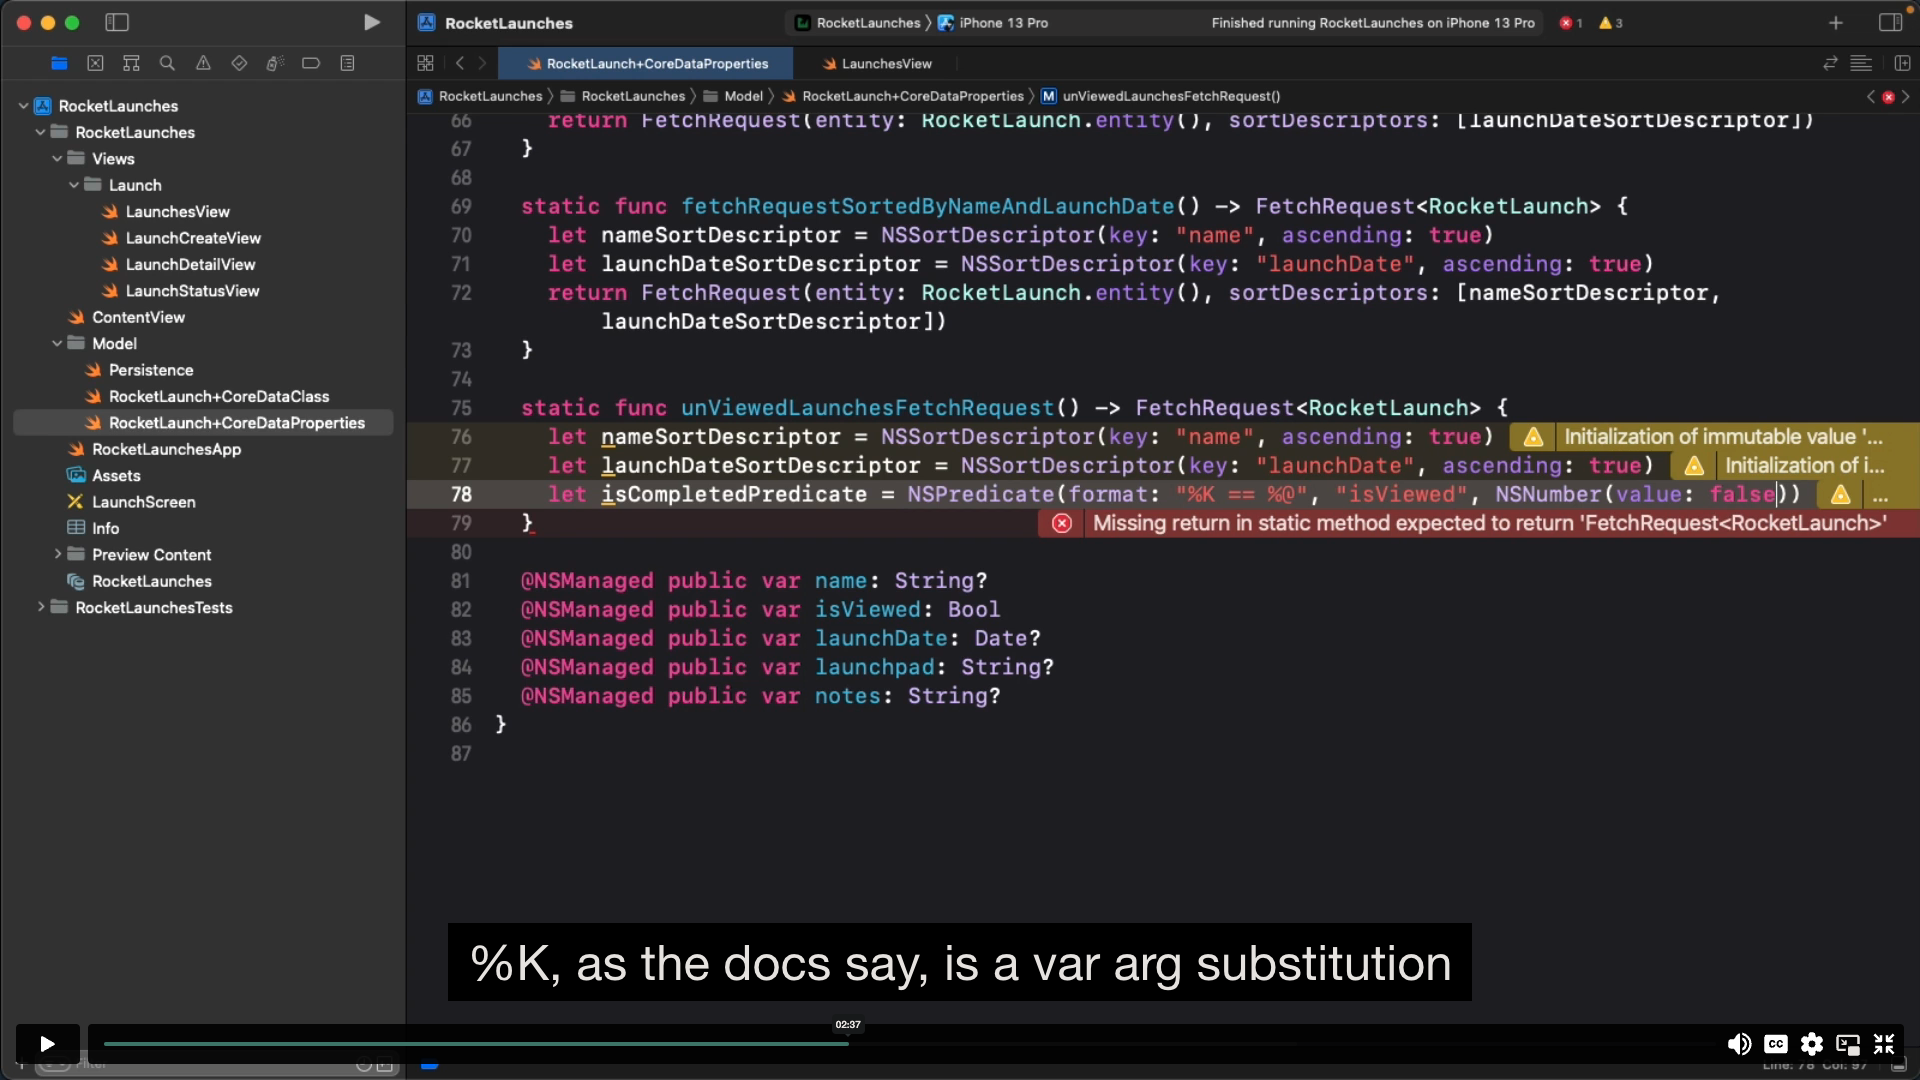 RocketLaunches
RocketLaunches
iPhone 13 Pro
Finished running RocketLaunches on iPhone 13 Pro
1
3
RocketLaunch+CoreDataProperties
LaunchesView
RocketLaunches
RocketLaunches
Model
RocketLaunch+CoreDataProperties
M
unViewedLaunchesFetchRequest()
RocketLaunches
RocketLaunches
Views
Launch
LaunchesView
LaunchCreateView
LaunchDetailView
LaunchStatusView
ContentView
Model
Persistence
RocketLaunch+CoreDataClass
RocketLaunch+CoreDataProperties
RocketLaunchesApp
Assets
LaunchScreen
Info
Preview Content
RocketLaunches
RocketLaunchesTests
66 return FetchRequest(entity: RocketLaunch.entity(), sortDescriptors: [launchDateSortDescriptor])
67 }
68
69 static func fetchRequestSortedByNameAndLaunchDate() -> FetchRequest<RocketLaunch> {
70 let nameSortDescriptor = NSSortDescriptor(key: "name", ascending: true)
71 let launchDateSortDescriptor = NSSortDescriptor(key: "launchDate", ascending: true)
72 return FetchRequest(entity: RocketLaunch.entity(), sortDescriptors: [nameSortDescriptor,
launchDateSortDescriptor])
73 }
74
75 static func unViewedLaunchesFetchRequest() -> FetchRequest<RocketLaunch> {
76 let nameSortDescriptor = NSSortDescriptor(key: "name", ascending: true) Initialization of immutable value '...
77 let launchDateSortDescriptor = NSSortDescriptor(key: "launchDate", ascending: true) Initialization of i...
78 let isCompletedPredicate = NSPredicate(format: "%K == %@", "isViewed", NSNumber(value: false)) ...
79 } Missing return in static method expected to return 'FetchRequest<RocketLaunch>'
80
81 @NSManaged public var name: String?
82 @NSManaged public var isViewed: Bool
83 @NSManaged public var launchDate: Date?
84 @NSManaged public var launchpad: String?
85 @NSManaged public var notes: String?
86 }
87
%K, as the docs say, is a var arg substitution
02:37
CC
Filter
Line: 78 Col: 97